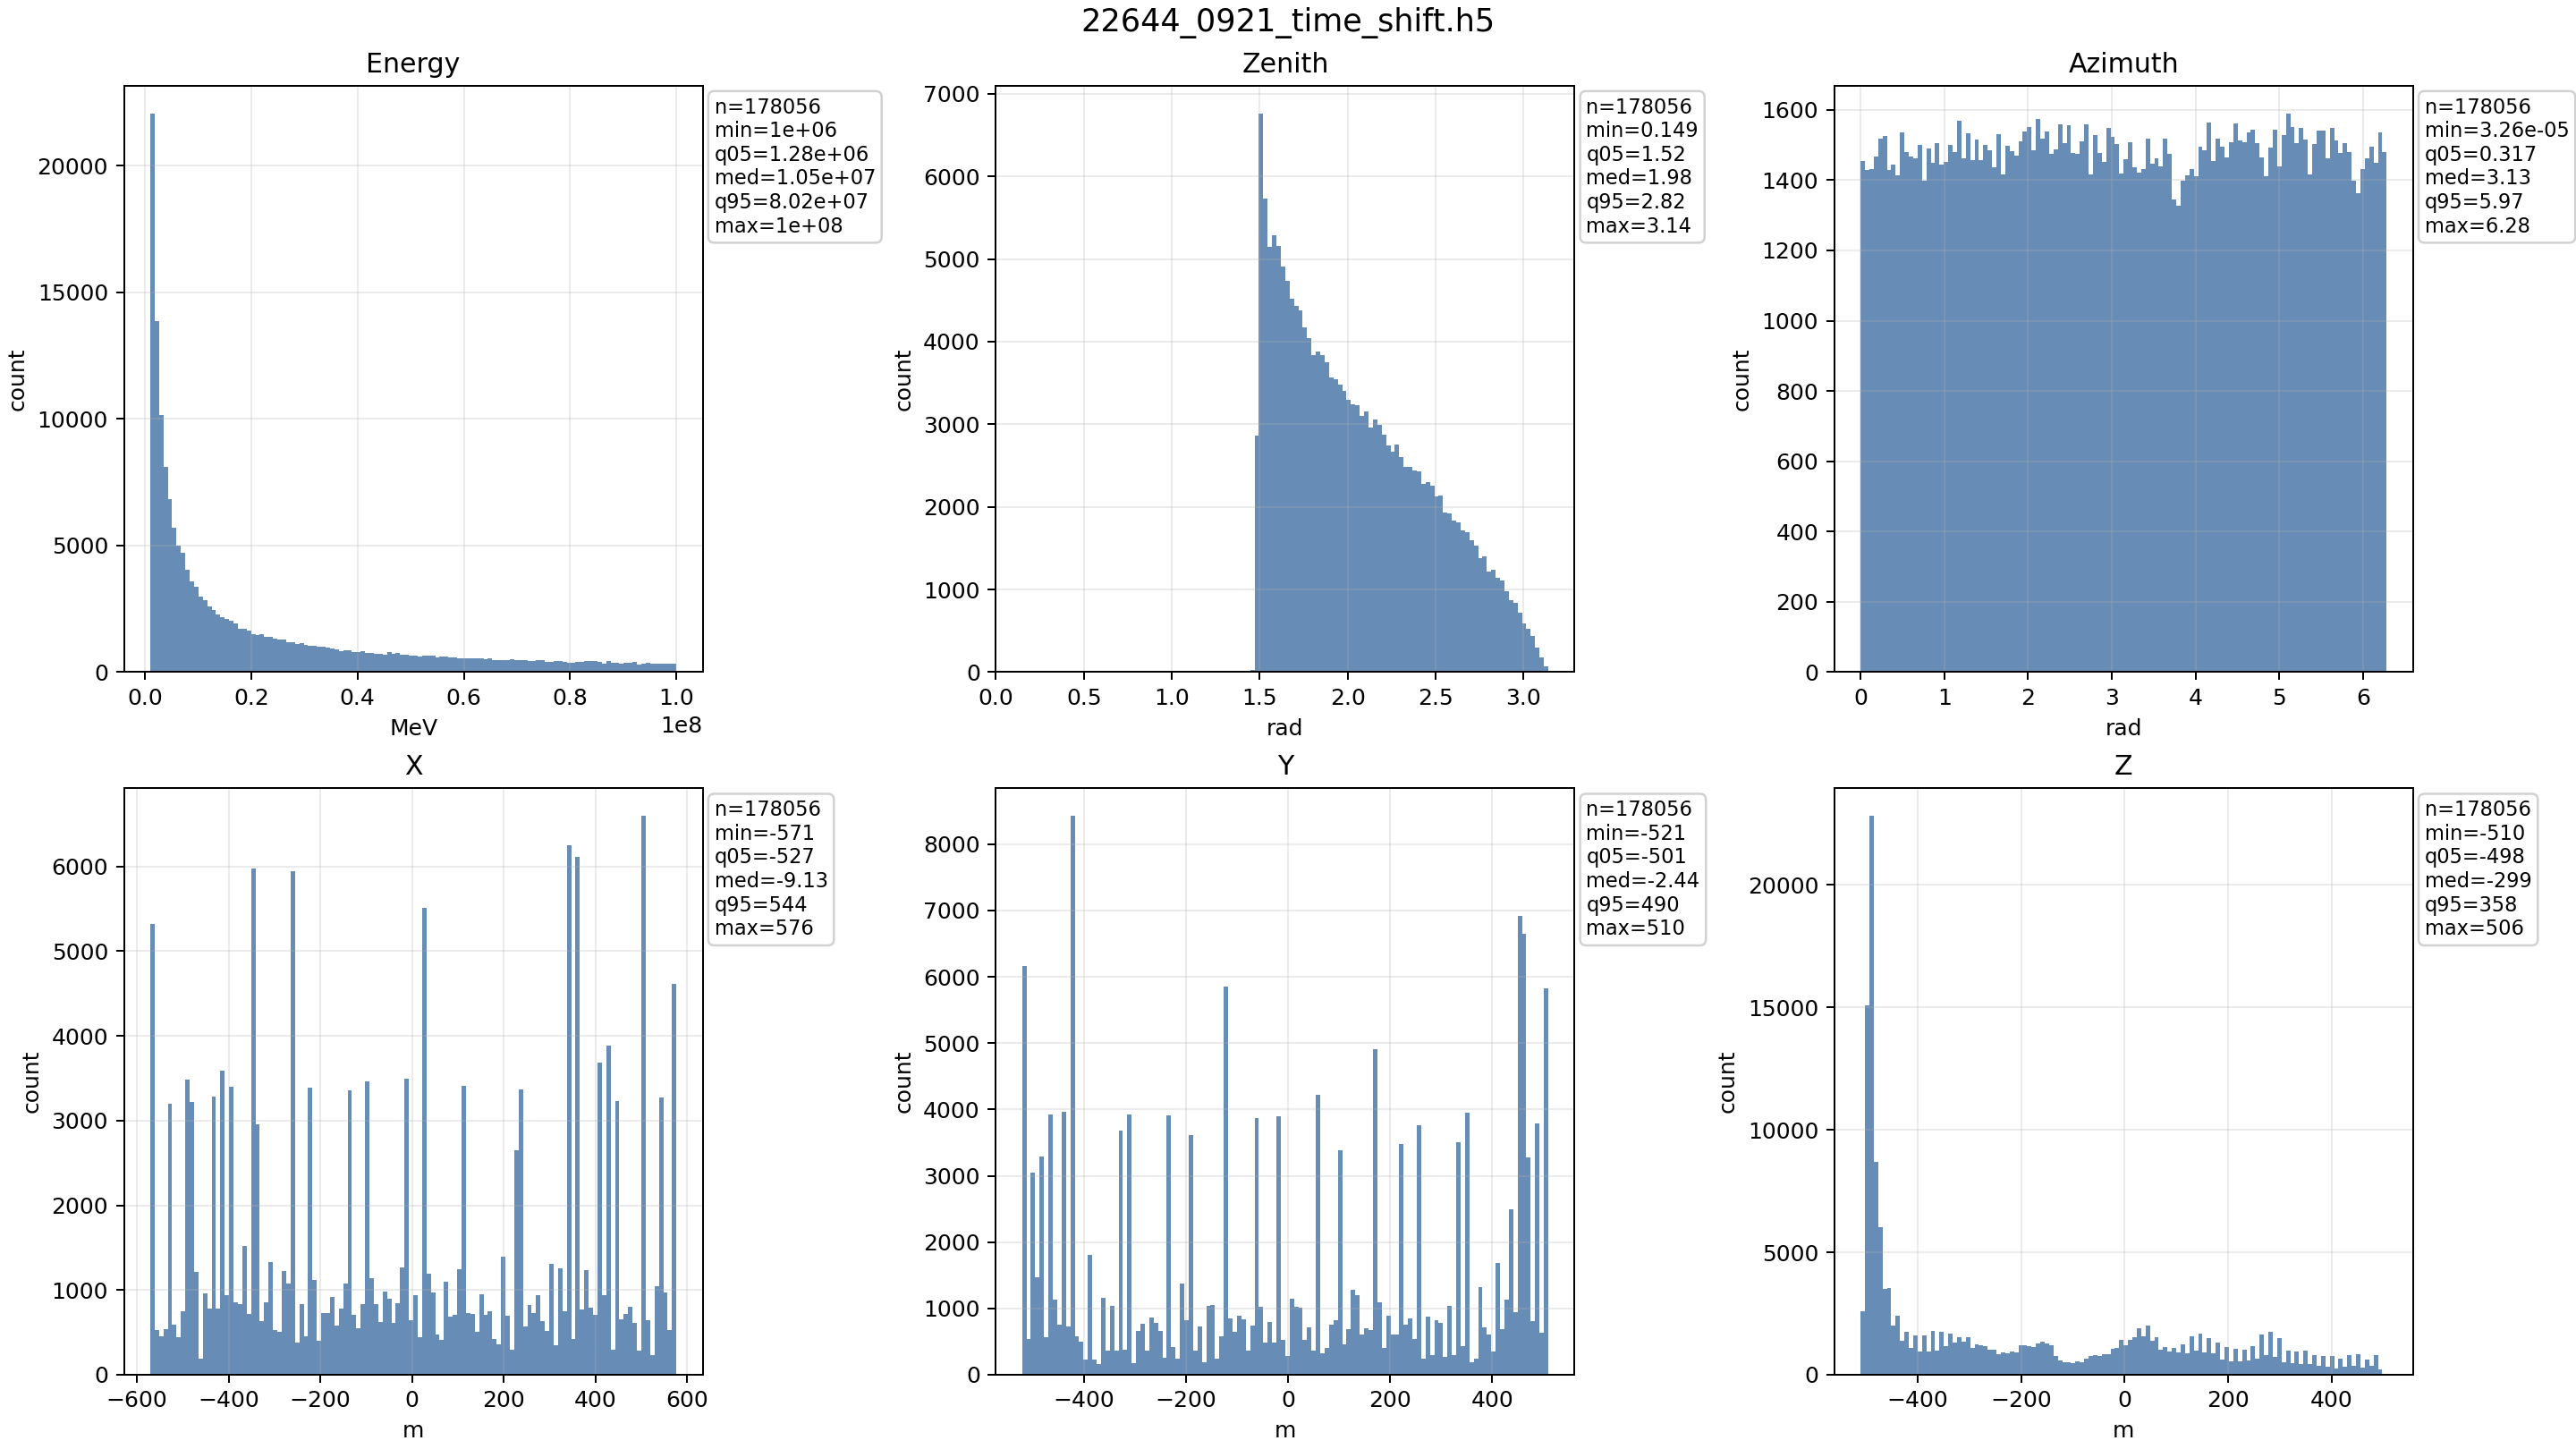 22644_0921_time_shift.h5
Energy
count
20000
15000
10000
5000
0
0.0 0.2 0.4 0.6 0.8 1.0
1e8
MeV
n=178056
min=1e+06
q05=1.28e+06
med=1.05e+07
q95=8.02e+07
max=1e+08
Zenith
count
7000
6000
5000
4000
3000
2000
1000
0
0.0 0.5 1.0 1.5 2.0 2.5 3.0
rad
n=178056
min=0.149
q05=1.52
med=1.98
q95=2.82
max=3.14
Azimuth
count
1600
1400
1200
1000
800
600
400
200
0
0 1 2 3 4 5 6
rad
n=178056
min=3.26e-05
q05=0.317
med=3.13
q95=5.97
max=6.28
X
count
6000
5000
4000
3000
2000
1000
0
−600 −400 −200 0 200 400 600
m
n=178056
min=-571
q05=-527
med=-9.13
q95=544
max=576
Y
count
8000
7000
6000
5000
4000
3000
2000
1000
0
−400 −200 0 200 400
m
n=178056
min=-521
q05=-501
med=-2.44
q95=490
max=510
Z
count
20000
15000
10000
5000
0
−400 −200 0 200 400
m
n=178056
min=-510
q05=-498
med=-299
q95=358
max=506